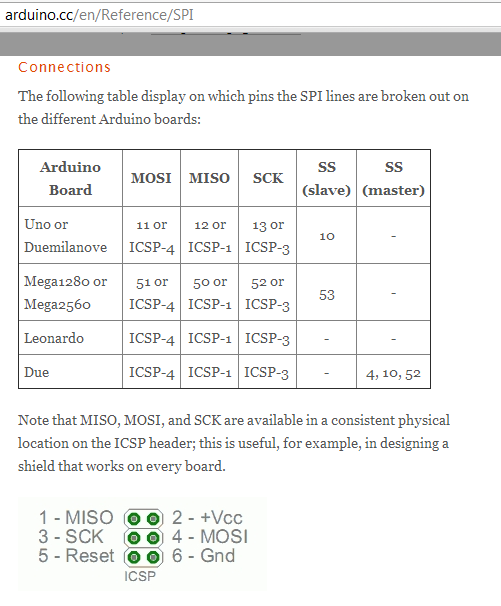 arduino.cc/en/Reference/SPI
Connections
The following table display on which pins the SPI lines are broken out on
the different Arduino boards:
Arduino Board MOSI MISO SCK SS (slave) SS (master)
Uno or Duemilanove 11 or ICSP-4 12 or ICSP-1 13 or ICSP-3 10 -
Mega1280 or Mega2560 51 or ICSP-4 50 or ICSP-1 52 or ICSP-3 53 -
Leonardo ICSP-4 ICSP-1 ICSP-3 - -
Due ICSP-4 ICSP-1 ICSP-3 - 4, 10, 52
Note that MISO, MOSI, and SCK are available in a consistent physical
location on the ICSP header; this is useful, for example, in designing a
shield that works on every board.
1 - MISO 2 - +Vcc
3 - SCK 4 - MOSI
5 - Reset 6 - Gnd
ICSP